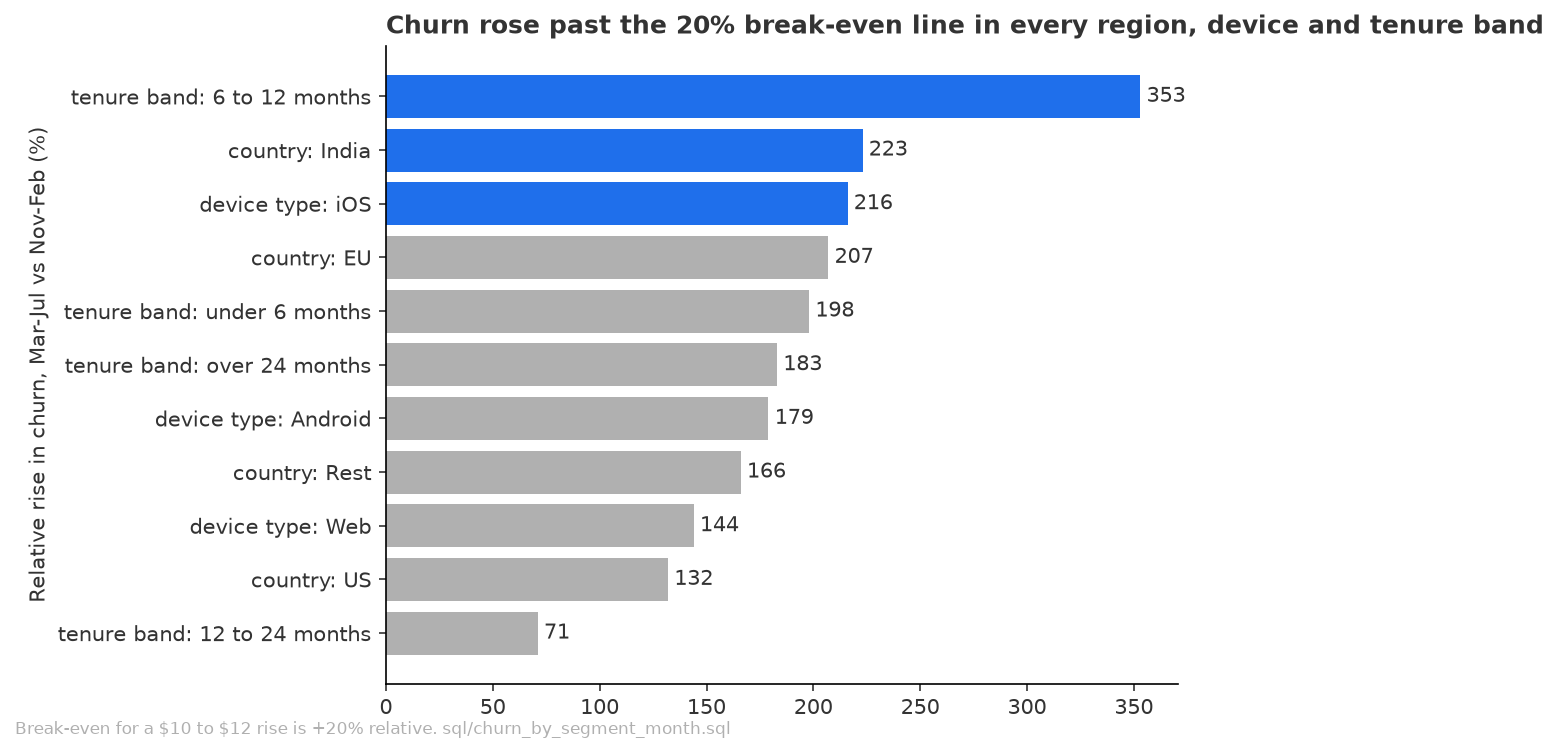 Churn rose past the 20% break-even line in every region, device and tenure band
Relative rise in churn, Mar-Jul vs Nov-Feb (%)
tenure band: 6 to 12 months 353
country: India 223
device type: iOS 216
country: EU 207
tenure band: under 6 months 198
tenure band: over 24 months 183
device type: Android 179
country: Rest 166
device type: Web 144
country: US 132
tenure band: 12 to 24 months 71
0 50 100 150 200 250 300 350
Break-even for a $10 to $12 rise is +20% relative. sql/churn_by_segment_month.sql